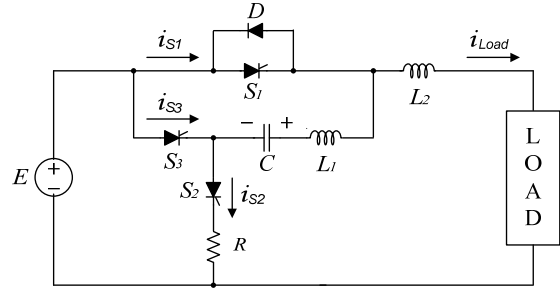 D
i_S1
i_Load
S_1
L_2
i_S3
− +
S_3
C
L_1
+
−
E
S_2
i_S2
R
L
O
A
D